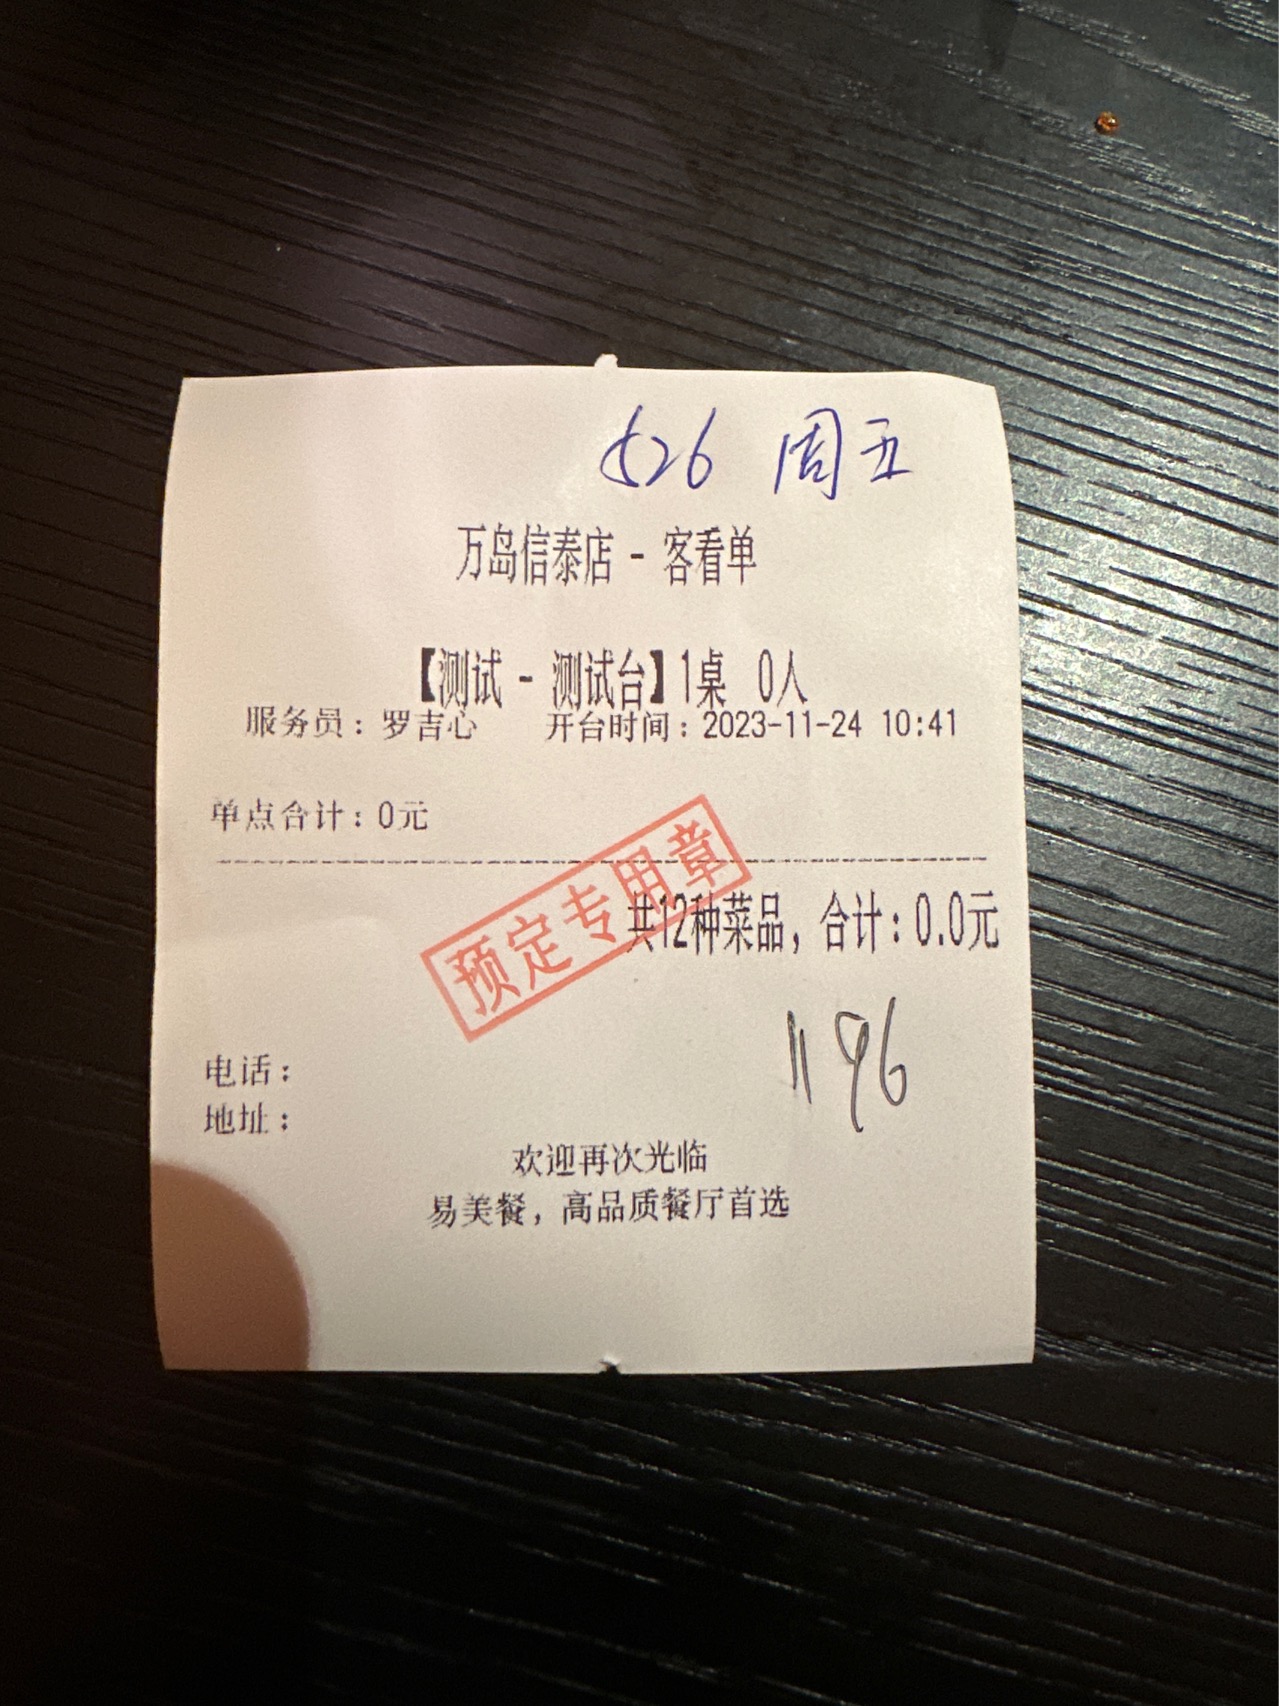 526 周五
万岛信泰店 - 客看单
【测试 - 测试台】1桌 0人
服务员：罗吉心 开台时间：2023-11-24 10:41
单点合计：0元
预定专用章
共12种菜品，合计：0.0元
1196
电话：
地址：
欢迎再次光临
易美餐，高品质餐厅首选